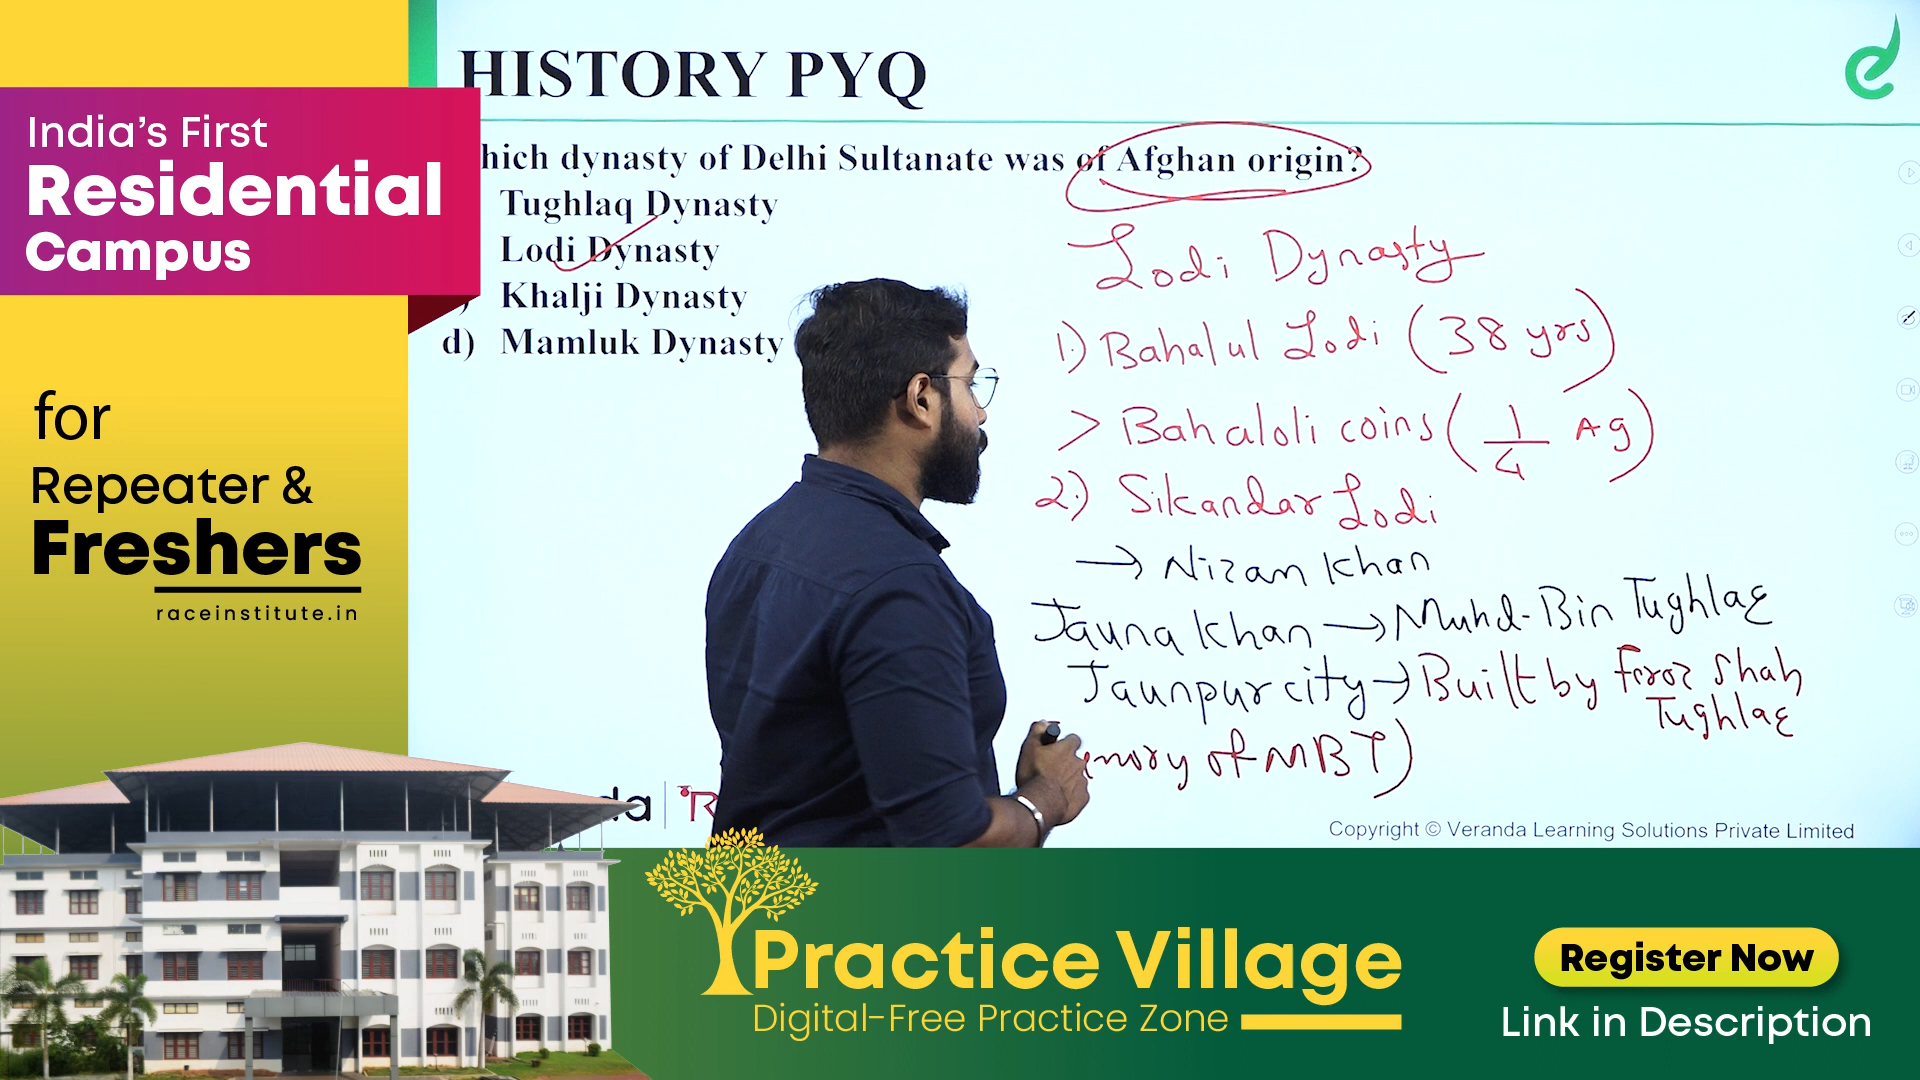 HISTORY PYQ
India's First
Residential
Campus
for
Repeater &
Freshers
raceinstitute.in
hich dynasty of Delhi Sultanate was of Afghan origin?
Tughlaq Dynasty
Lodi Dynasty
) Khalji Dynasty
d) Mamluk Dynasty
Lodi Dynasty
1) Bahalul Lodi (38 yrs)
> Bahaloli coins (1/4 Ag)
2) Sikandar Lodi
→ Nizam Khan
Jauna Khan → Muhd-Bin Tughlaq
Jaunpur city → Built by Firoz Shah
Tughlaq
mory of MBT)
da
Copyright © Veranda Learning Solutions Private Limited
Practice Village
Digital-Free Practice Zone
Register Now
Link in Description